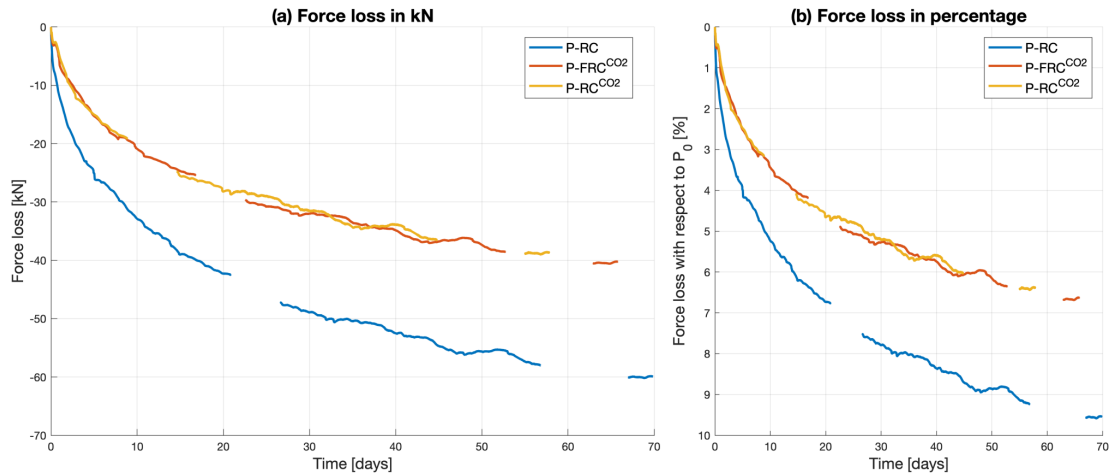 (a) Force loss in kN
Force loss [kN]
0
-10
-20
-30
-40
-50
-60
-70
P-RC
P-FRC^CO2
P-RC^CO2
0 10 20 30 40 50 60 70
Time [days]
(b) Force loss in percentage
Force loss with respect to P_0 [%]
0
1
2
3
4
5
6
7
8
9
10
P-RC
P-FRC^CO2
P-RC^CO2
0 10 20 30 40 50 60 70
Time [days]